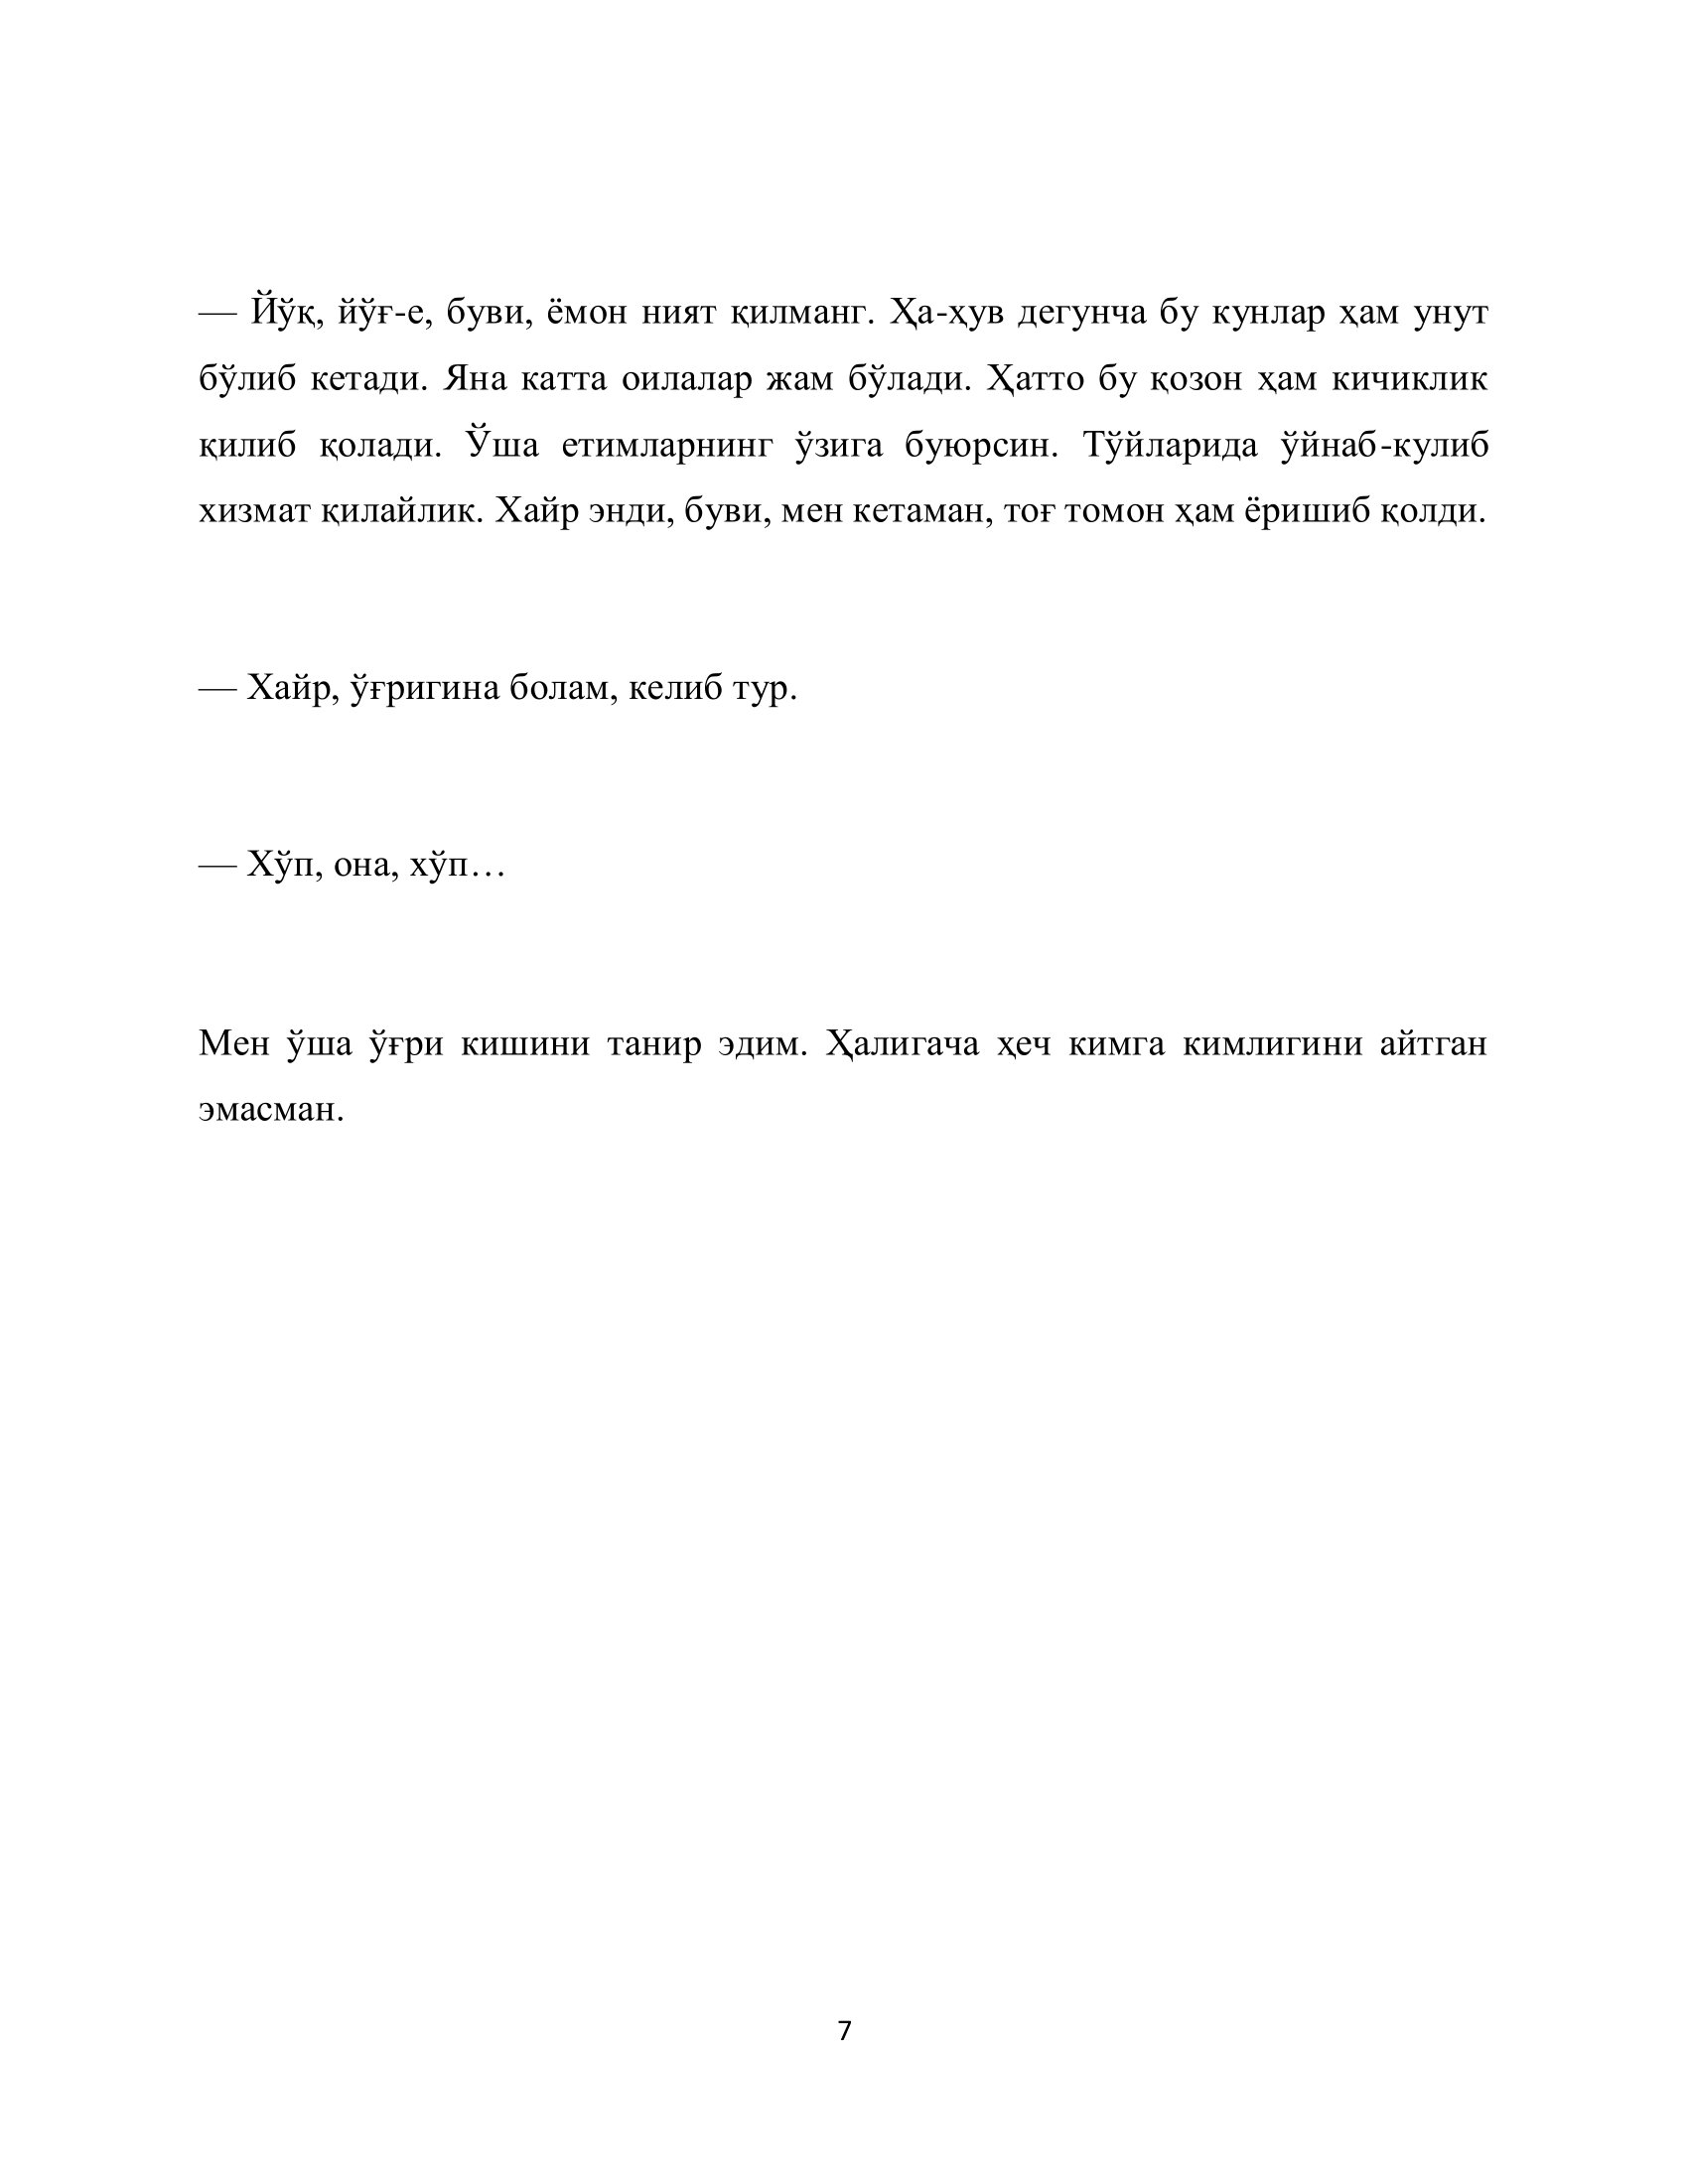 — Йўқ, йўғ-е, буви, ёмон ният қилманг. Ҳа-ҳув дегунча бу кунлар ҳам унут
бўлиб кетади. Яна катта оилалар жам бўлади. Ҳатто бу қозон ҳам кичиклик
қилиб қолади. Ўша етимларнинг ўзига буюрсин. Тўйларида ўйнаб-кулиб
хизмат қилайлик. Хайр энди, буви, мен кетаман, тоғ томон ҳам ёришиб қолди.
— Хайр, ўғригина болам, келиб тур.
— Хўп, она, хўп…
Мен ўша ўғри кишини танир эдим. Ҳалигача ҳеч кимга кимлигини айтган
эмасман.
7